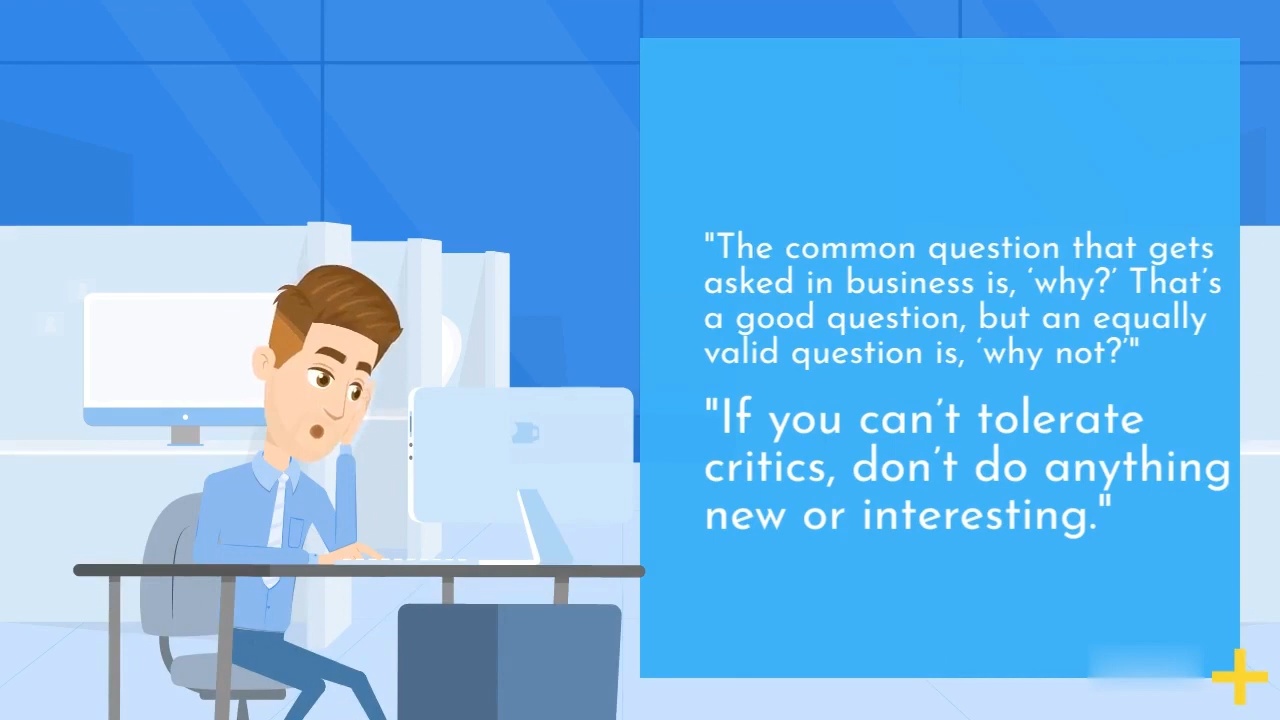 "The common question that gets
asked in business is, ‘why?’ That’s
a good question, but an equally
valid question is, ‘why not?’"
"If you can’t tolerate
critics, don’t do anything
new or interesting."